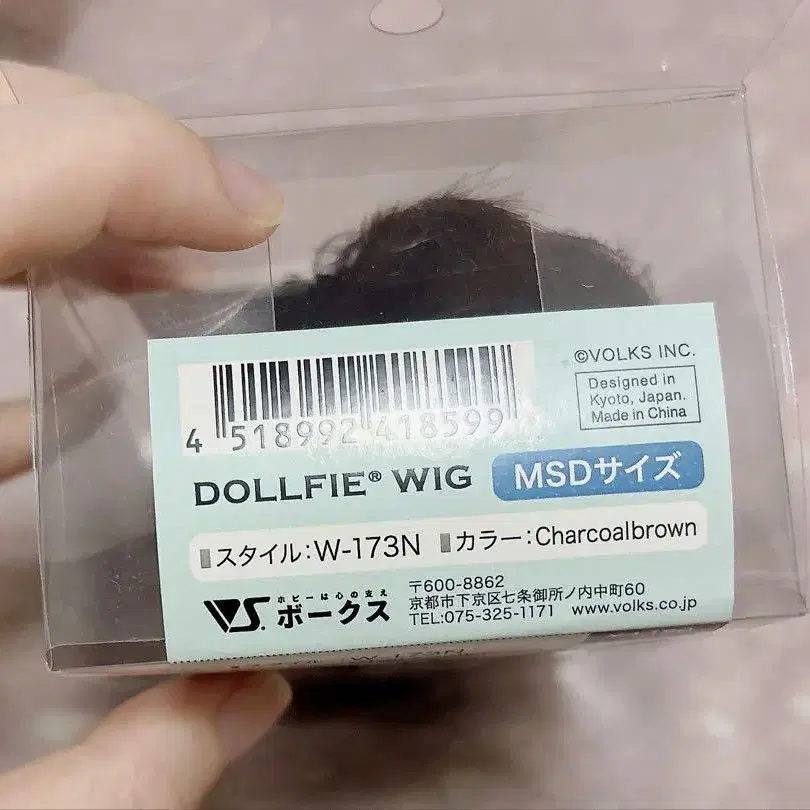 ©VOLKS INC.
Designed in
Kyoto, Japan.
Made in China
4 518992 418599
DOLLFIE® WIG MSDサイズ
スタイル:W-173N カラー:Charcoalbrown
VS. ホビーは心の支え
ボークス
〒600-8862
京都市下京区七条御所ノ内中町60
TEL:075-325-1171 www.volks.co.jp